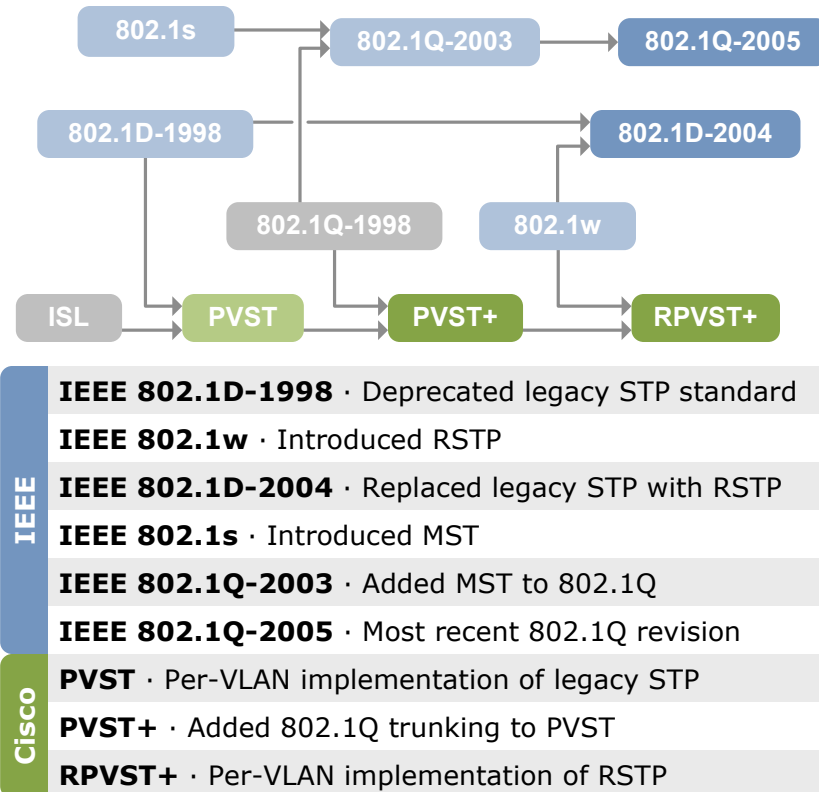 802.1s
802.1Q-2003
802.1Q-2005
802.1D-1998
802.1D-2004
802.1Q-1998
802.1w
ISL
PVST
PVST+
RPVST+
IEEE
IEEE 802.1D-1998 · Deprecated legacy STP standard
IEEE 802.1w · Introduced RSTP
IEEE 802.1D-2004 · Replaced legacy STP with RSTP
IEEE 802.1s · Introduced MST
IEEE 802.1Q-2003 · Added MST to 802.1Q
IEEE 802.1Q-2005 · Most recent 802.1Q revision
Cisco
PVST · Per-VLAN implementation of legacy STP
PVST+ · Added 802.1Q trunking to PVST
RPVST+ · Per-VLAN implementation of RSTP